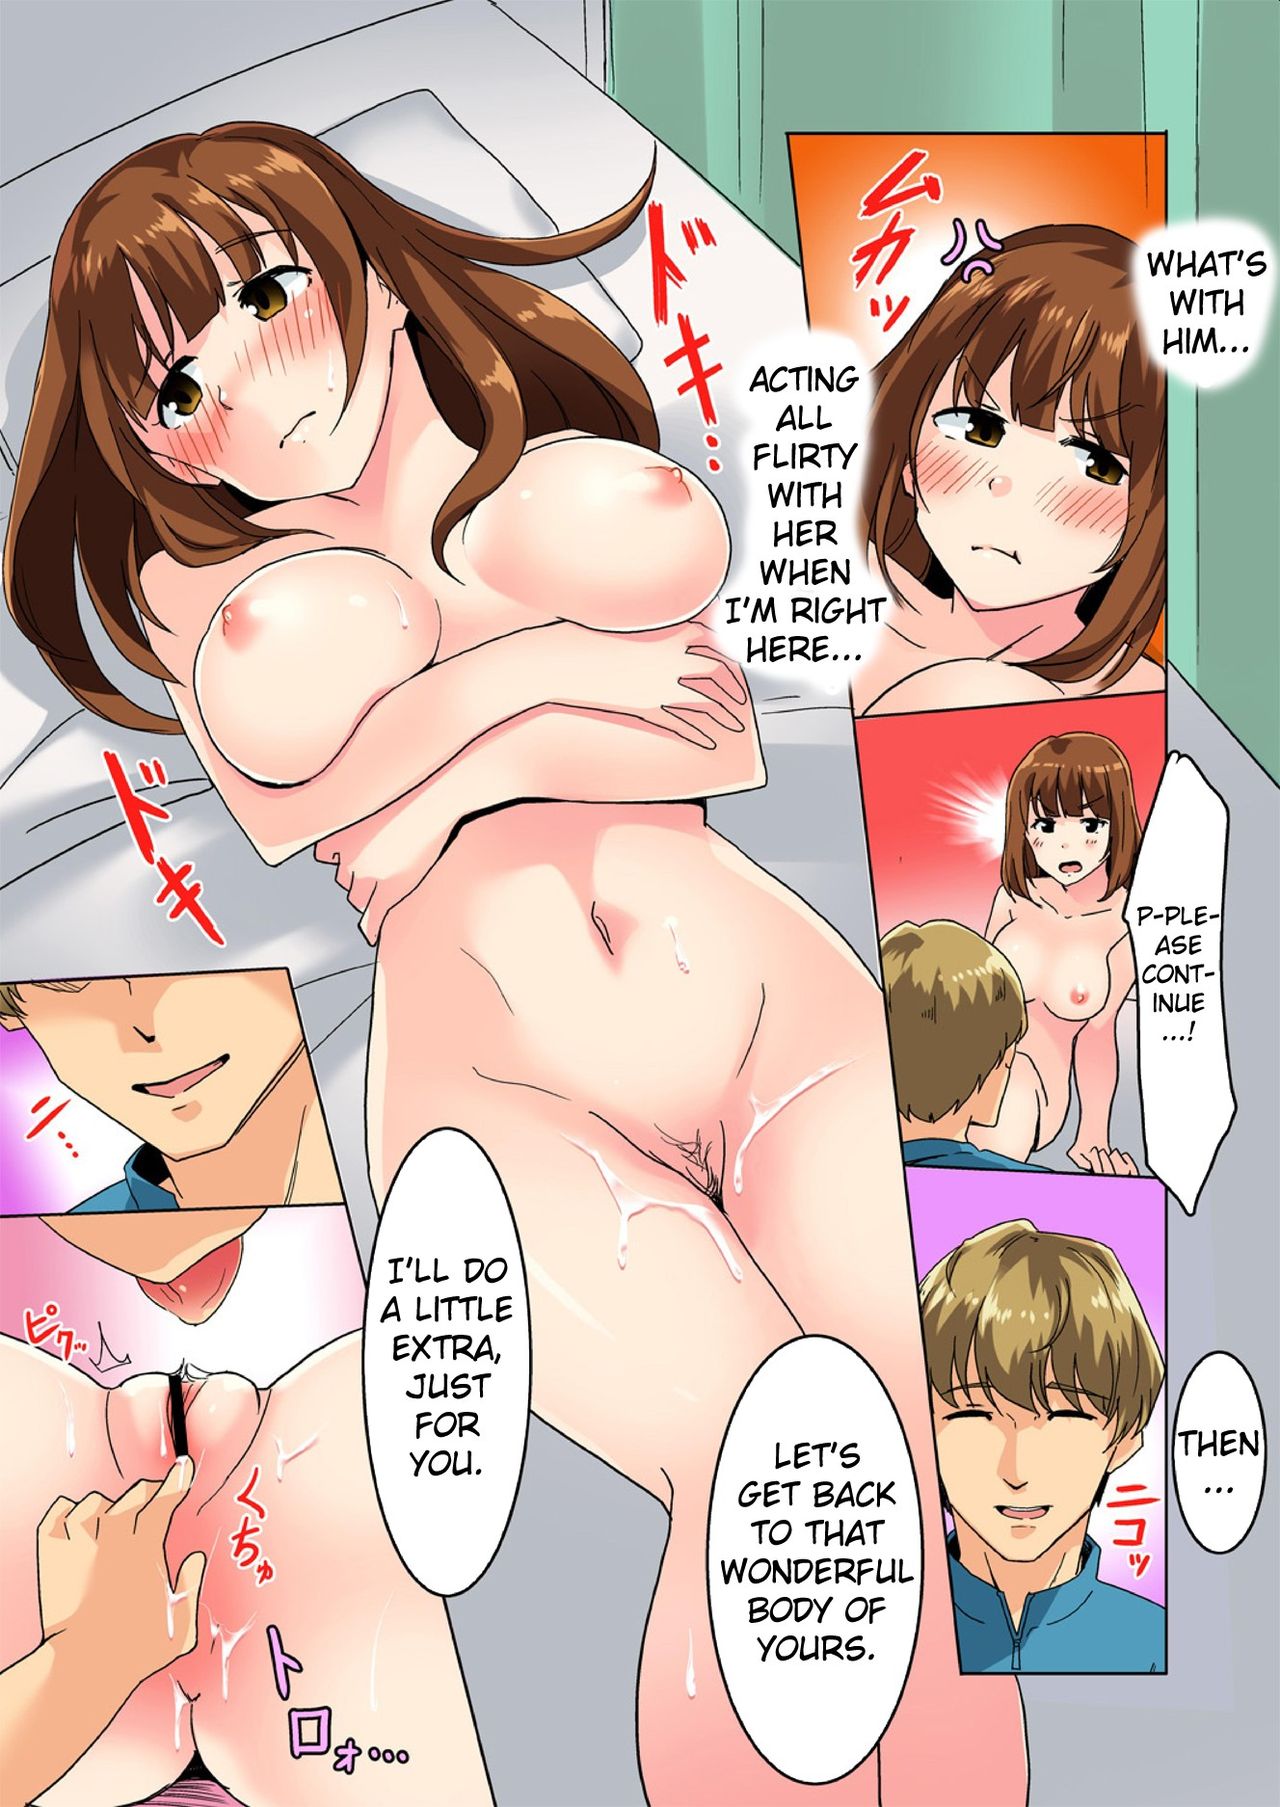 WHAT'S
WITH
HIM...
ムカッ
ACTING
ALL
FLIRTY
WITH
HER
WHEN
I'M RIGHT
HERE...
P-PLE-
ASE
CONT-
INUE
...!
THEN
...
ニコッ
LET'S
GET BACK
TO THAT
WONDERFUL
BODY OF
YOURS.
ドキ..
ドキ
I'LL DO
A LITTLE
EXTRA,
JUST
FOR
YOU.
ニ...
ピクッ
くちゅ
トロォ...